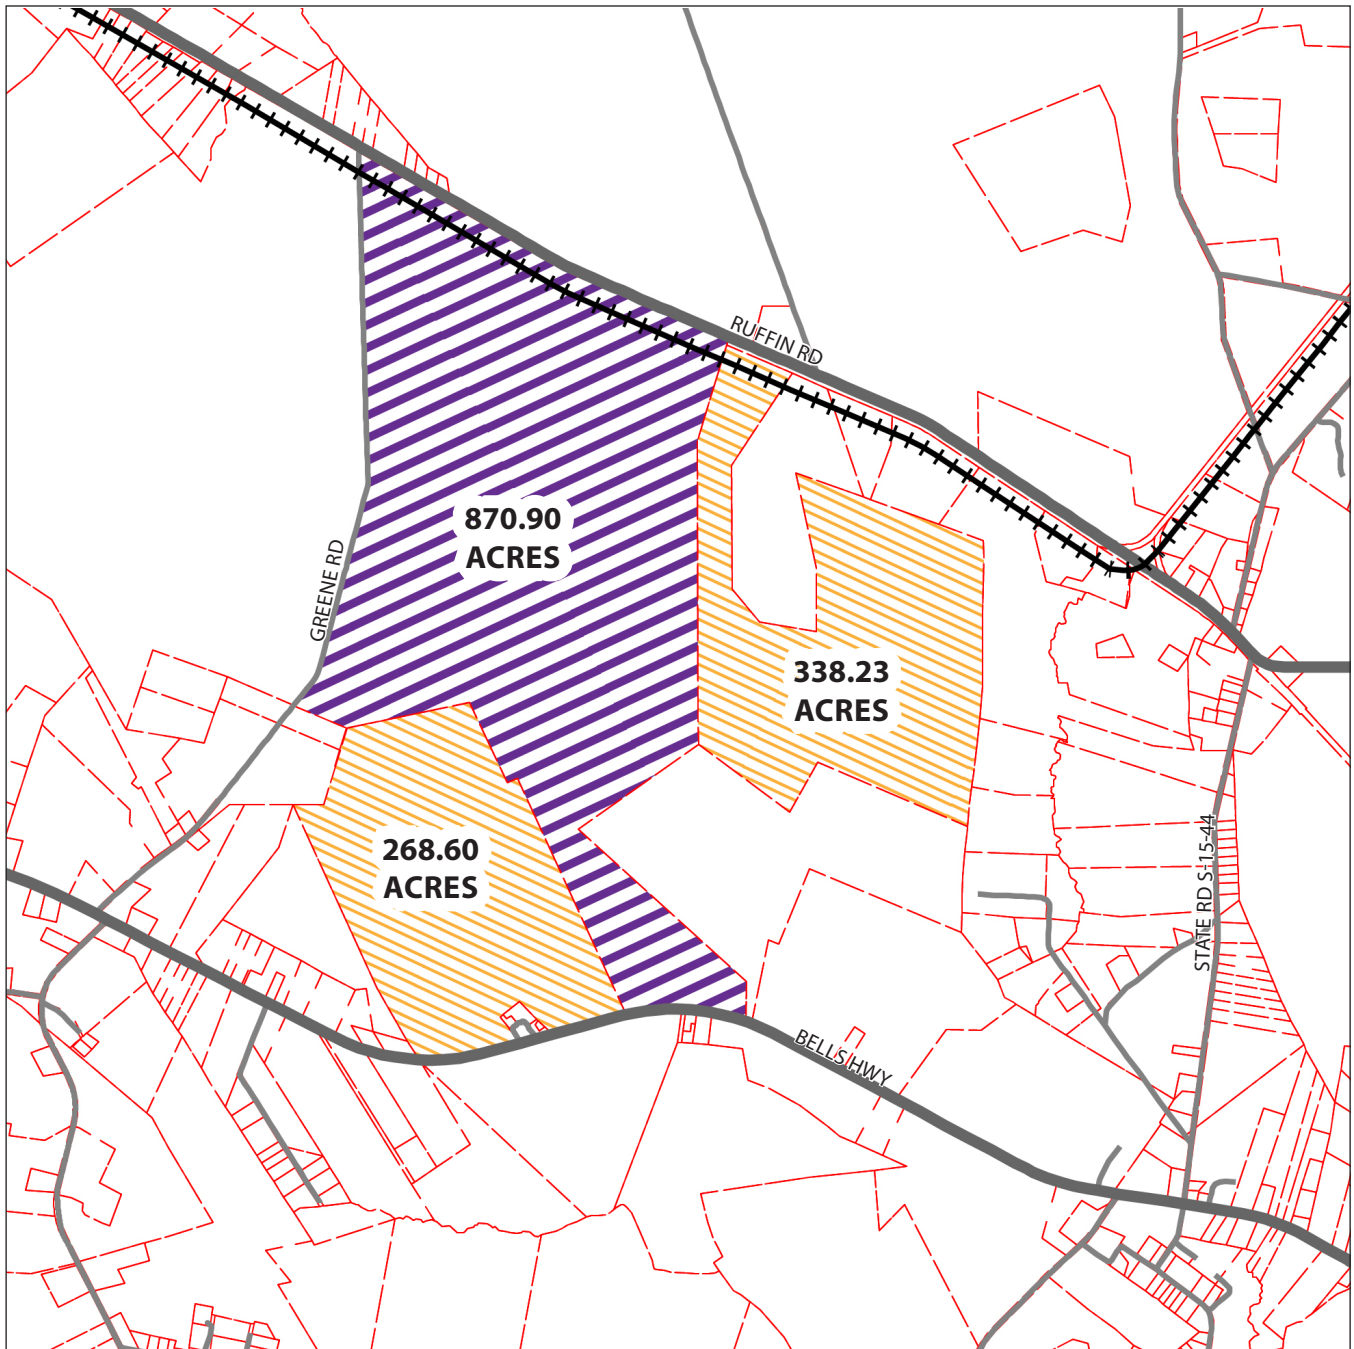 RUFFIN RD
870.90
ACRES
GREENE RD
338.23
ACRES
268.60
ACRES
STATE RD S-15-44
BELLS HWY